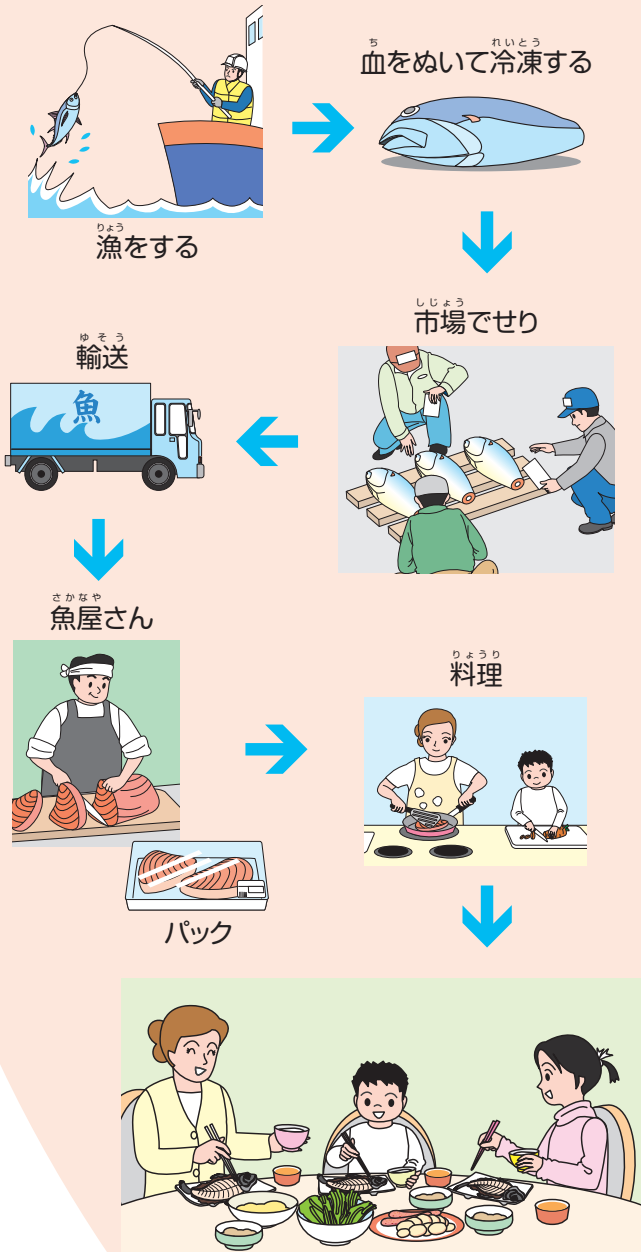 漁をする
血をぬいて冷凍する
市場でせり
輸送
魚
魚屋さん
パック
料理